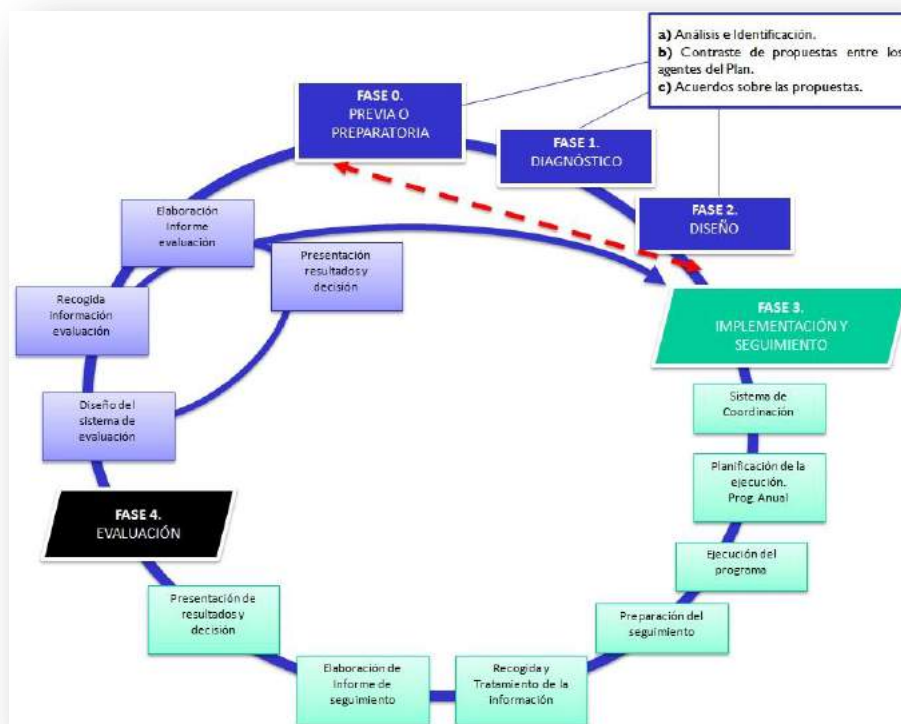 a) Análisis e Identificación.
b) Contraste de propuestas entre los
agentes del Plan.
c) Acuerdos sobre las propuestas.
FASE 0.
PREVIA O
PREPARATORIA
FASE 1.
DIAGNÓSTICO
FASE 2.
DISEÑO
FASE 3.
IMPLEMENTACIÓN Y
SEGUIMIENTO
Sistema de
Coordinación
Planificación de la
ejecución.
Prog. Anual
Ejecución del
programa
Preparación del
seguimiento
Recogida y
Tratamiento de la
información
Elaboración de
Informe de
seguimiento
Presentación de
resultados y
decisión
FASE 4.
EVALUACIÓN
Diseño del
sistema de
evaluación
Recogida
información
evaluación
Elaboración
Informe
evaluación
Presentación
resultados y
decisión